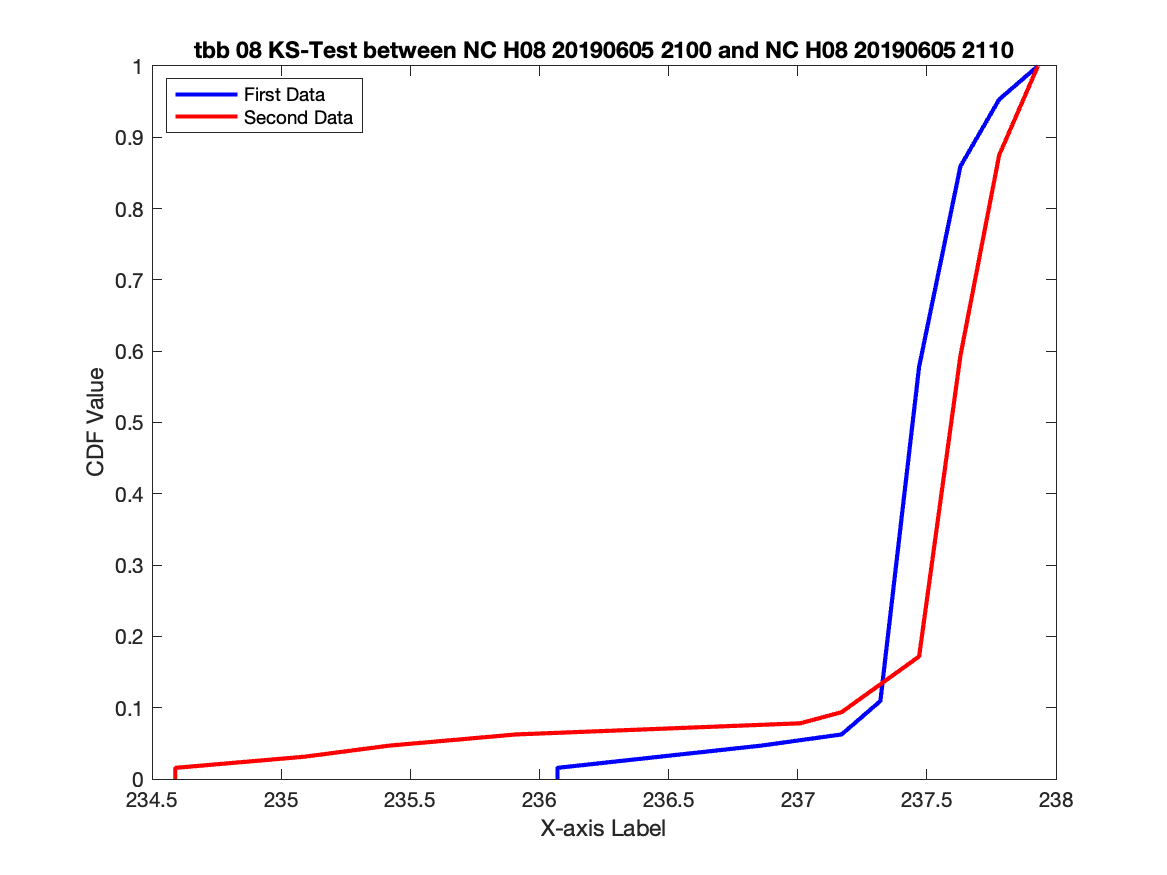 tbb 08 KS-Test between NC H08 20190605 2100 and NC H08 20190605 2110
First Data
Second Data
1
0.9
0.8
0.7
0.6
0.5
0.4
0.3
0.2
0.1
0
CDF Value
234.5 235 235.5 236 236.5 237 237.5 238
X-axis Label